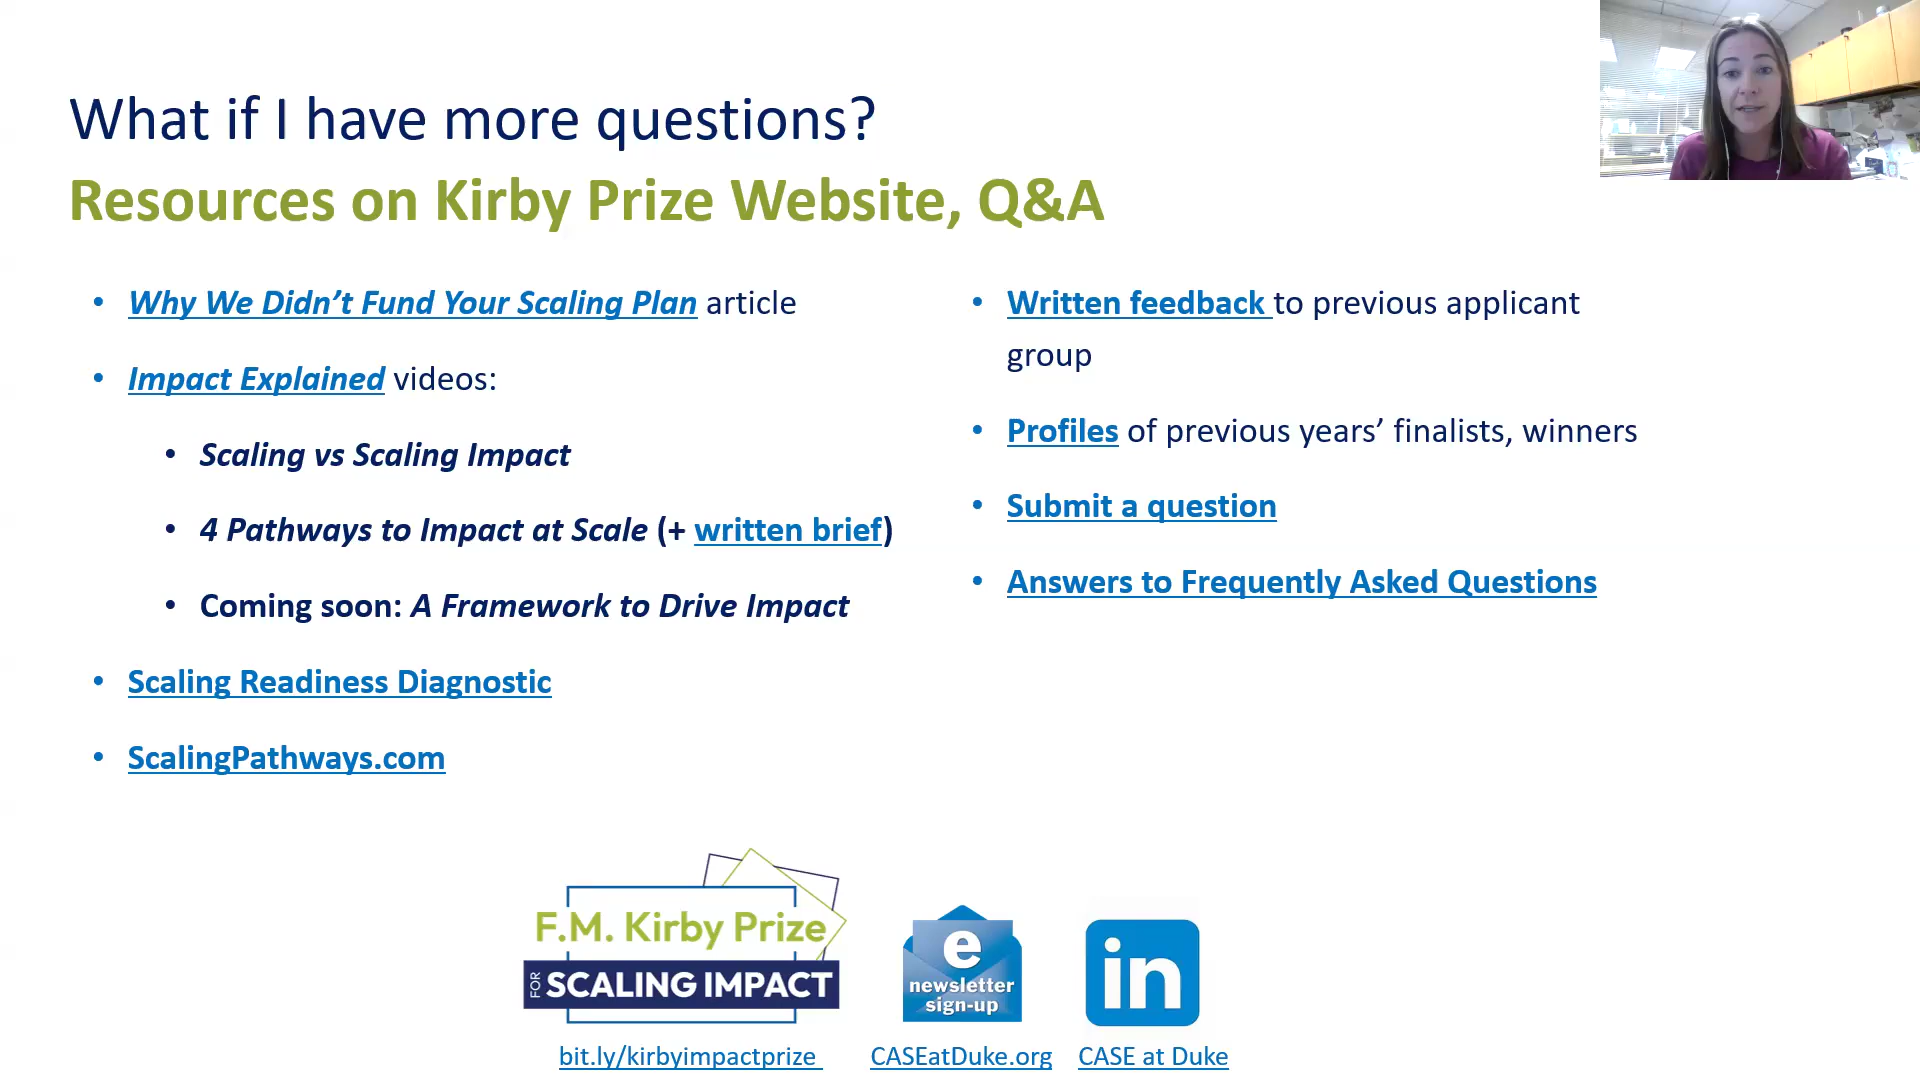 What if I have more questions?
Resources on Kirby Prize Website, Q&A
• Why We Didn’t Fund Your Scaling Plan article
• Impact Explained videos:
• Scaling vs Scaling Impact
• 4 Pathways to Impact at Scale (+ written brief)
• Coming soon: A Framework to Drive Impact
• Scaling Readiness Diagnostic
• ScalingPathways.com
• Written feedback to previous applicant
group
• Profiles of previous years’ finalists, winners
• Submit a question
• Answers to Frequently Asked Questions
F.M. Kirby Prize
FOR SCALING IMPACT
bit.ly/kirbyimpactprize
e
newsletter
sign-up
CASEatDuke.org
in
CASE at Duke